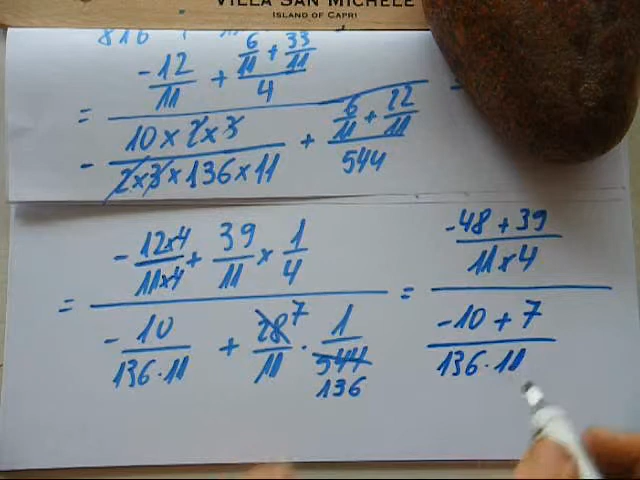 VILLA SAN MICHELE
ISLAND OF CAPRI
816
= (-12/11 + (6/11 + 33/11)/4) / (-(10 × 2 × 3)/(2 × 3 × 136 × 11) + (6/11 + 22/11)/544)
= (-(12×4)/(11×4) + 39/11 × 1/4) / (-10/(136·11) + 28 7/11 · 1/544 136) = ((-48 + 39)/(11×4)) / ((-10 + 7)/(136·11))